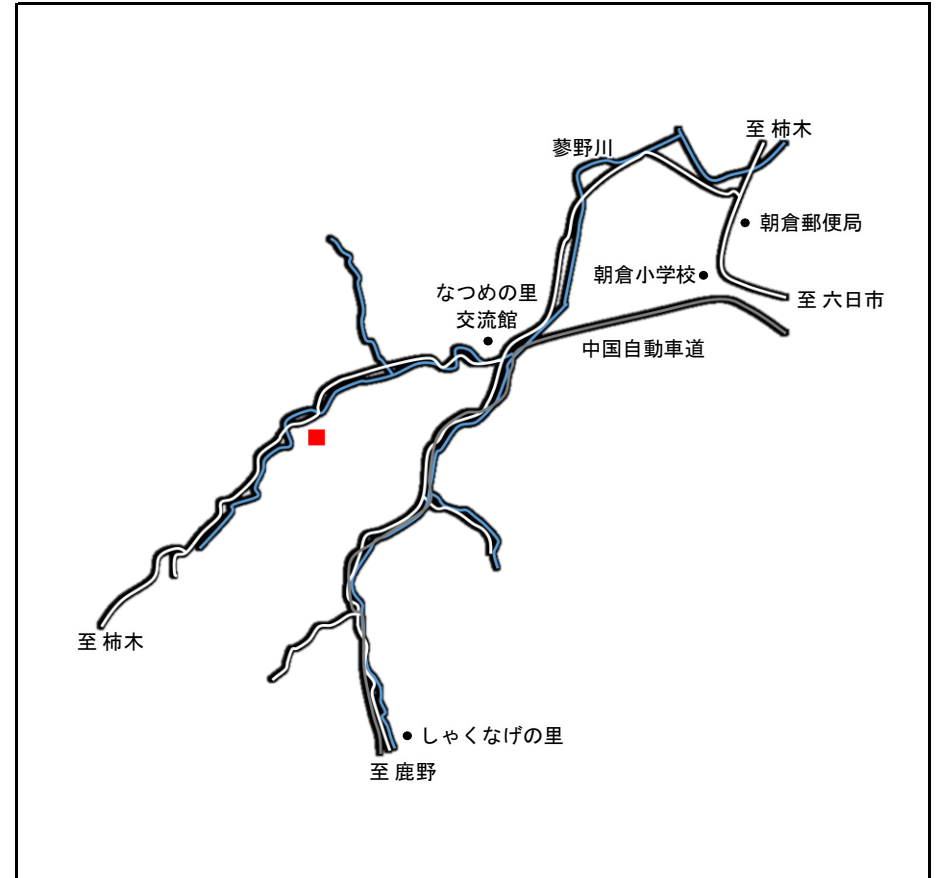 至 柿木
蓼野川
朝倉郵便局
朝倉小学校
至 六日市
なつめの里
交流館
中国自動車道
至 柿木
しゃくなげの里
至 鹿野